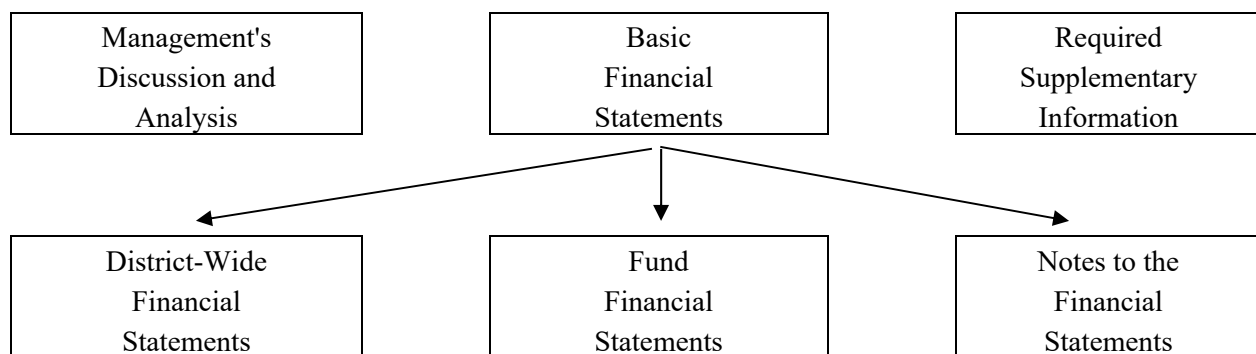 Management's
Discussion and
Analysis
Basic
Financial
Statements
Required
Supplementary
Information
District-Wide
Financial
Statements
Fund
Financial
Statements
Notes to the
Financial
Statements